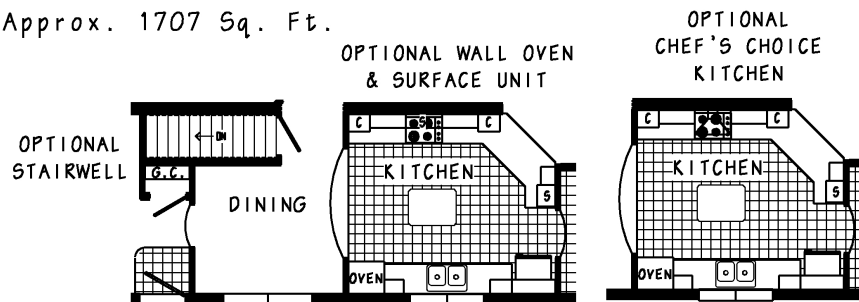 Approx. 1707 Sq. Ft.
OPTIONAL WALL OVEN
& SURFACE UNIT
OPTIONAL
CHEF'S CHOICE
KITCHEN
OPTIONAL
STAIRWELL
DN
G.C.
DINING
C
S
C
KITCHEN
S
OVEN
C
C
KITCHEN
S
OVEN